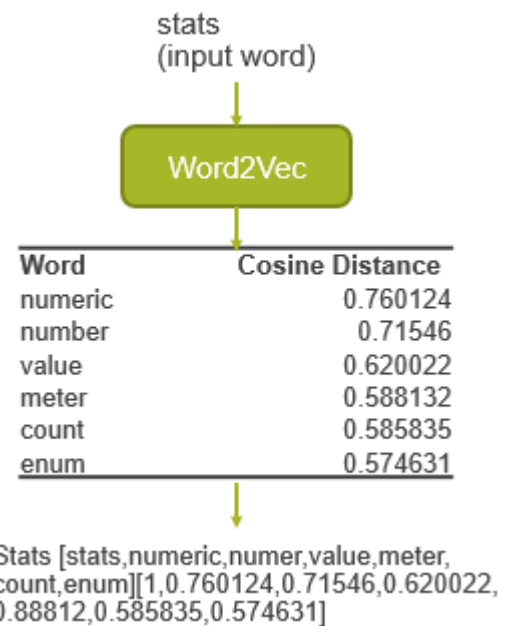 stats
(input word)
Word2Vec
Word Cosine Distance
numeric 0.760124
number 0.71546
value 0.620022
meter 0.588132
count 0.585835
enum 0.574631
Stats [stats,numeric,numer,value,meter,
count,enum][1,0.760124,0.71546,0.620022,
0.88812,0.585835,0.574631]